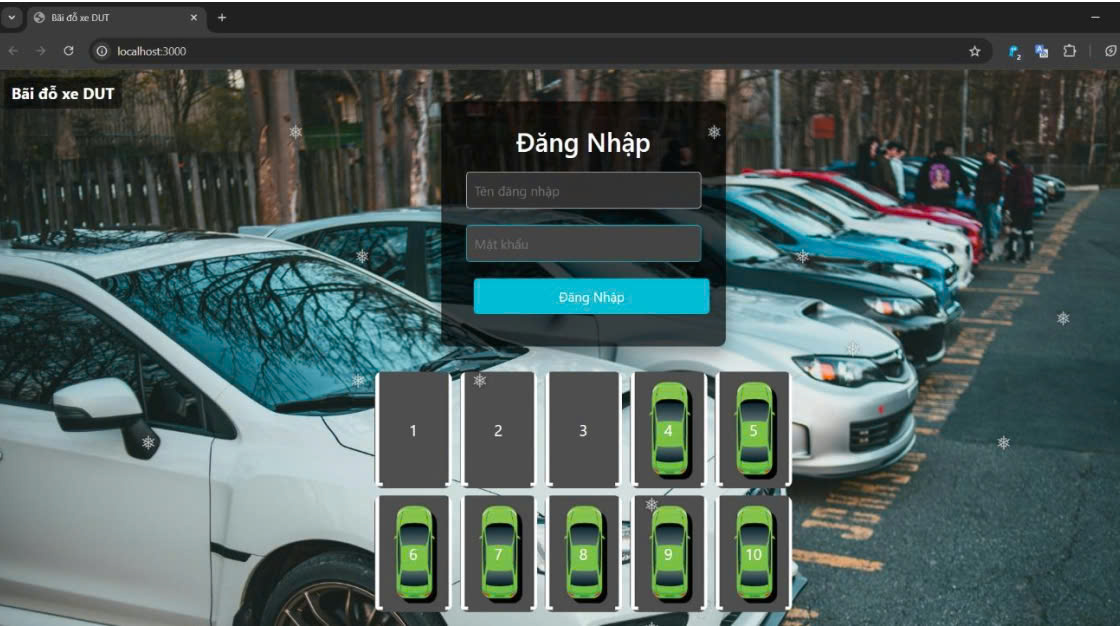 Bãi đỗ xe DUT
localhost:3000
2
Bãi đỗ xe DUT
Đăng Nhập
Tên đăng nhập
Mật khẩu
Đăng Nhập
1 2 3 4 5
6 7 8 9 10